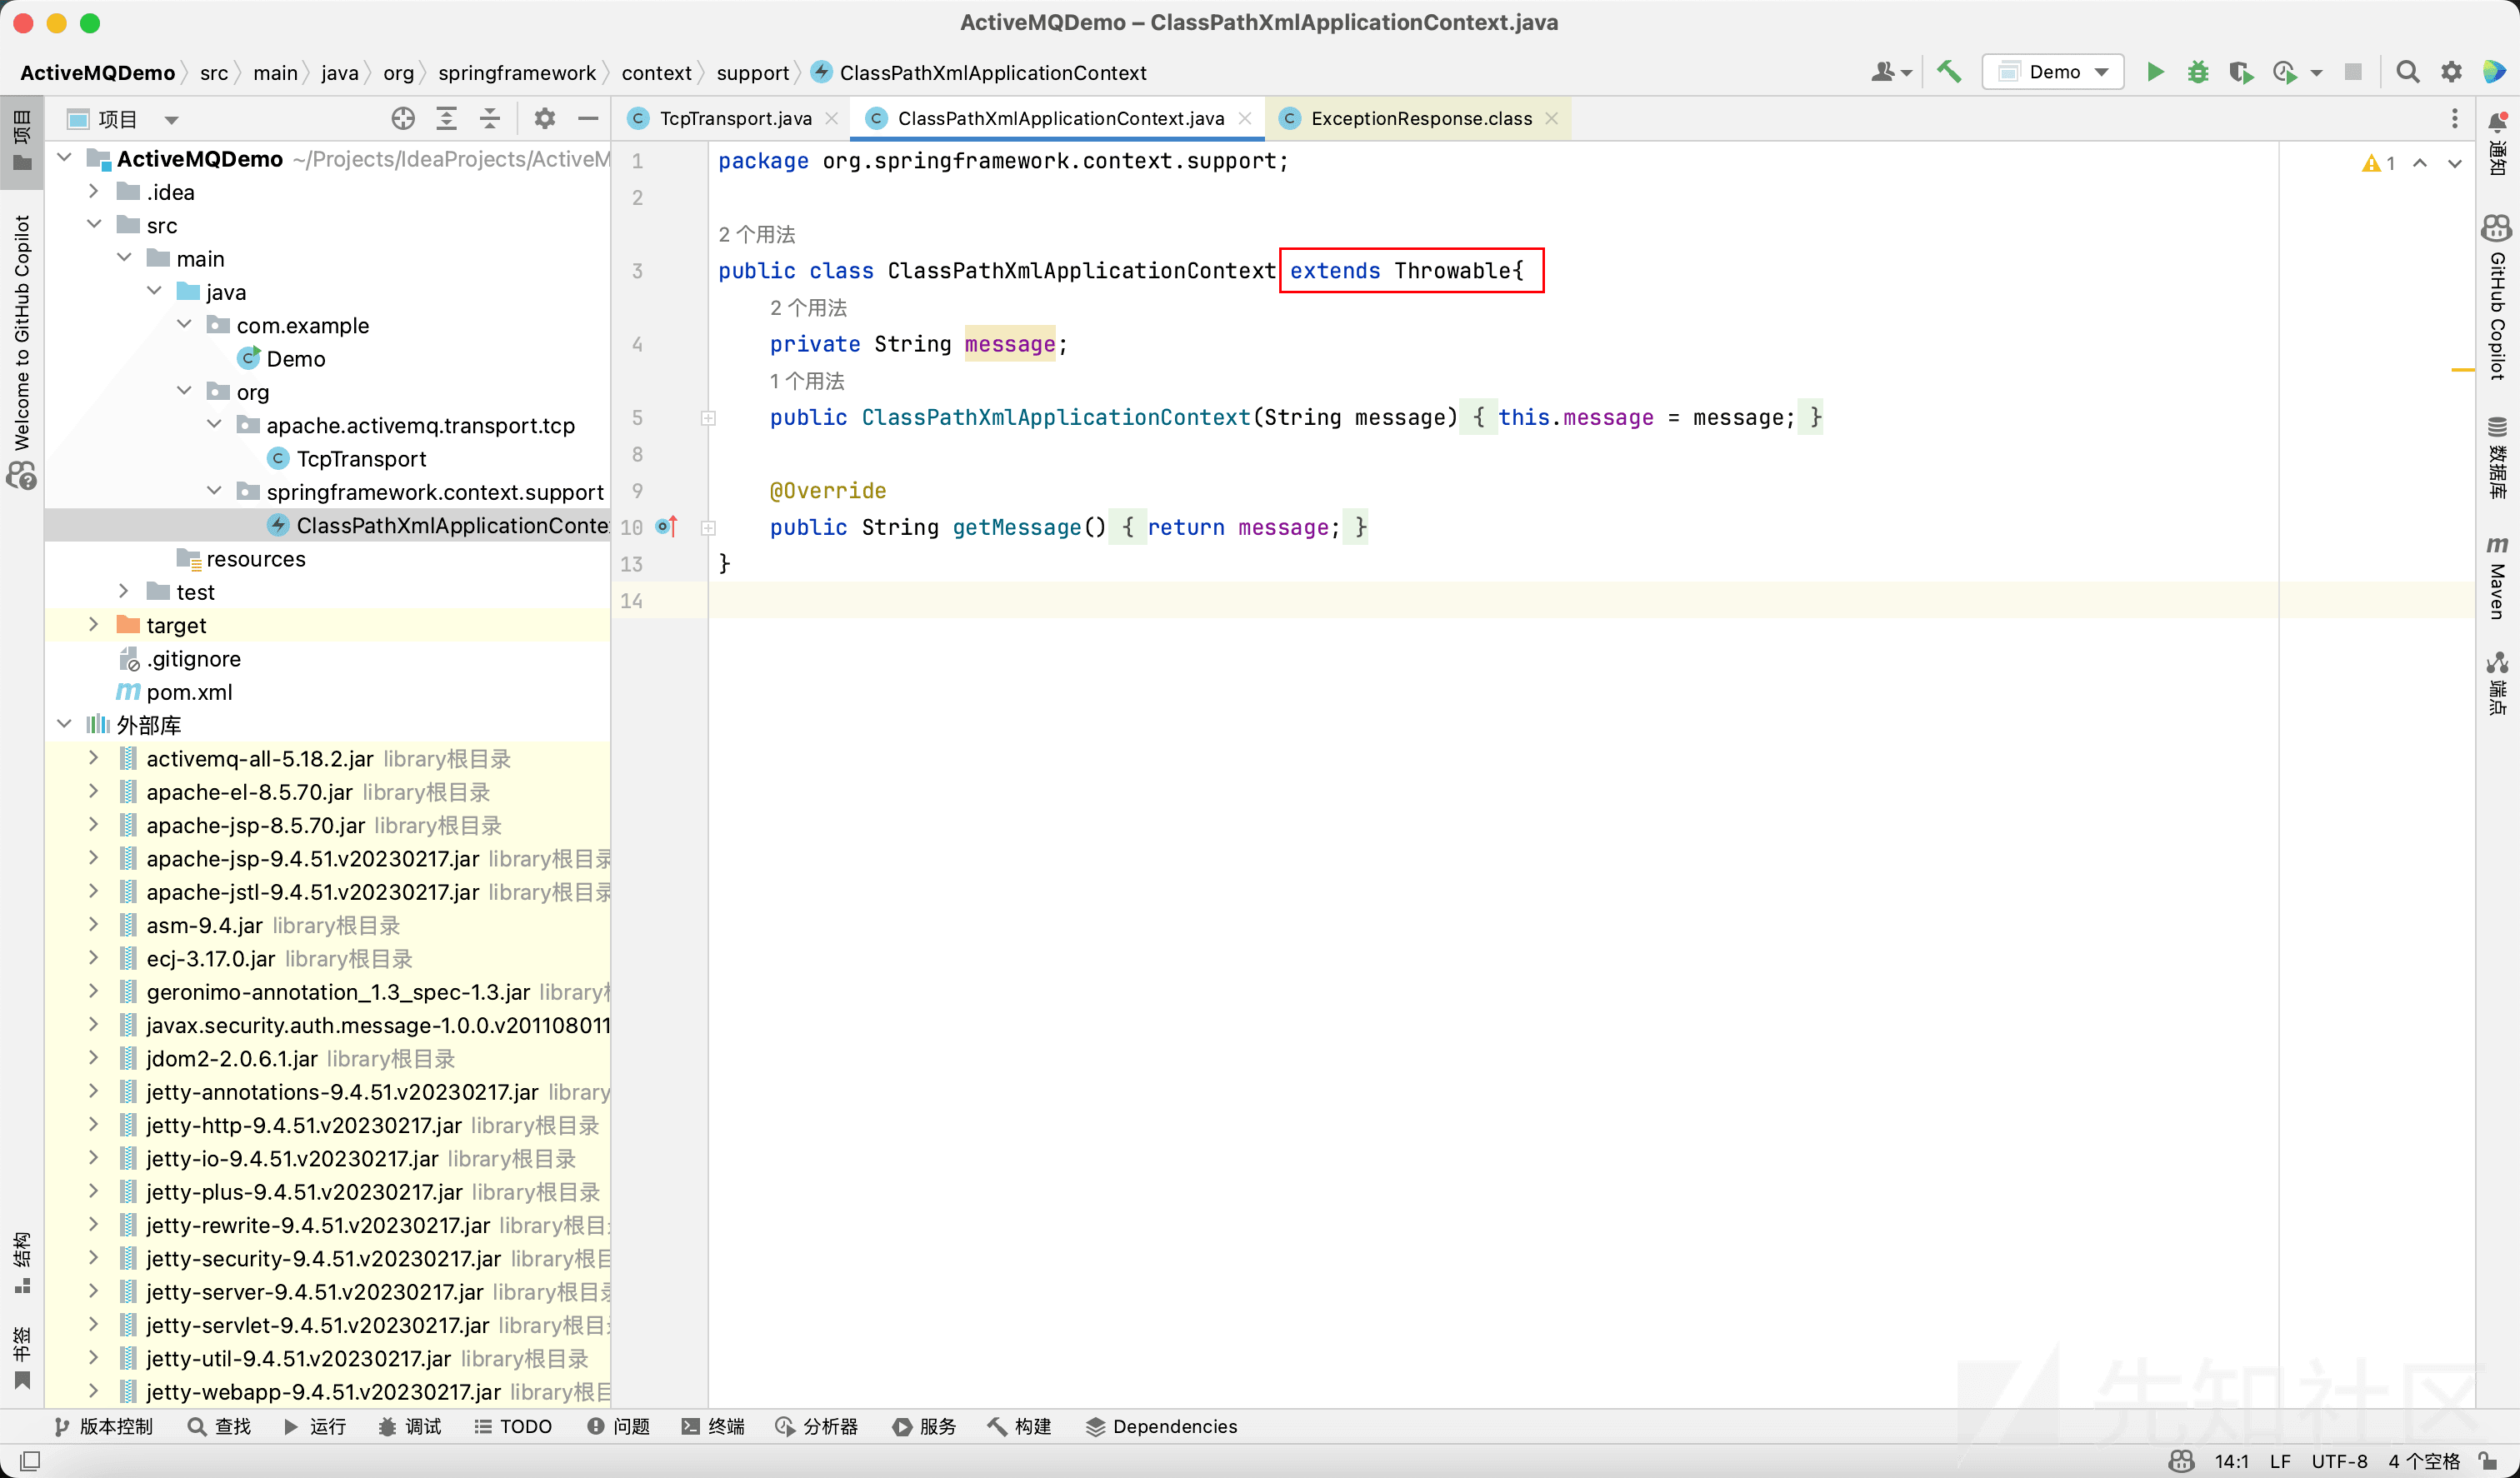 ActiveMQDemo – ClassPathXmlApplicationContext.java
ActiveMQDemo src main java org springframework context support ClassPathXmlApplicationContext
Demo
项目
TcpTransport.java
ClassPathXmlApplicationContext.java
ExceptionResponse.class
项目
Welcome to GitHub Copilot
结构
书签
ActiveMQDemo ~/Projects/IdeaProjects/ActiveM
.idea
src
main
java
com.example
Demo
org
apache.activemq.transport.tcp
TcpTransport
springframework.context.support
ClassPathXmlApplicationConte
resources
test
target
.gitignore
pom.xml
外部库
activemq-all-5.18.2.jar library根目录
apache-el-8.5.70.jar library根目录
apache-jsp-8.5.70.jar library根目录
apache-jsp-9.4.51.v20230217.jar library根目录
apache-jstl-9.4.51.v20230217.jar library根目录
asm-9.4.jar library根目录
ecj-3.17.0.jar library根目录
geronimo-annotation_1.3_spec-1.3.jar library
javax.security.auth.message-1.0.0.v201108011
jdom2-2.0.6.1.jar library根目录
jetty-annotations-9.4.51.v20230217.jar library
jetty-http-9.4.51.v20230217.jar library根目录
jetty-io-9.4.51.v20230217.jar library根目录
jetty-plus-9.4.51.v20230217.jar library根目录
jetty-rewrite-9.4.51.v20230217.jar library根目
jetty-security-9.4.51.v20230217.jar library根目
jetty-server-9.4.51.v20230217.jar library根目录
jetty-servlet-9.4.51.v20230217.jar library根目
jetty-util-9.4.51.v20230217.jar library根目录
jetty-webapp-9.4.51.v20230217.jar library根目
1 package org.springframework.context.support;
2
2 个用法
3 public class ClassPathXmlApplicationContext extends Throwable{
2 个用法
4 private String message;
1 个用法
5 public ClassPathXmlApplicationContext(String message) { this.message = message; }
8
9 @Override
10 public String getMessage() { return message; }
13 }
14
1
通知
GitHub Copilot
数据库
m Maven
端点
先知社区
版本控制 查找 运行 调试 TODO 问题 终端 分析器 服务 构建 Dependencies
14:1 LF UTF-8 4 个空格